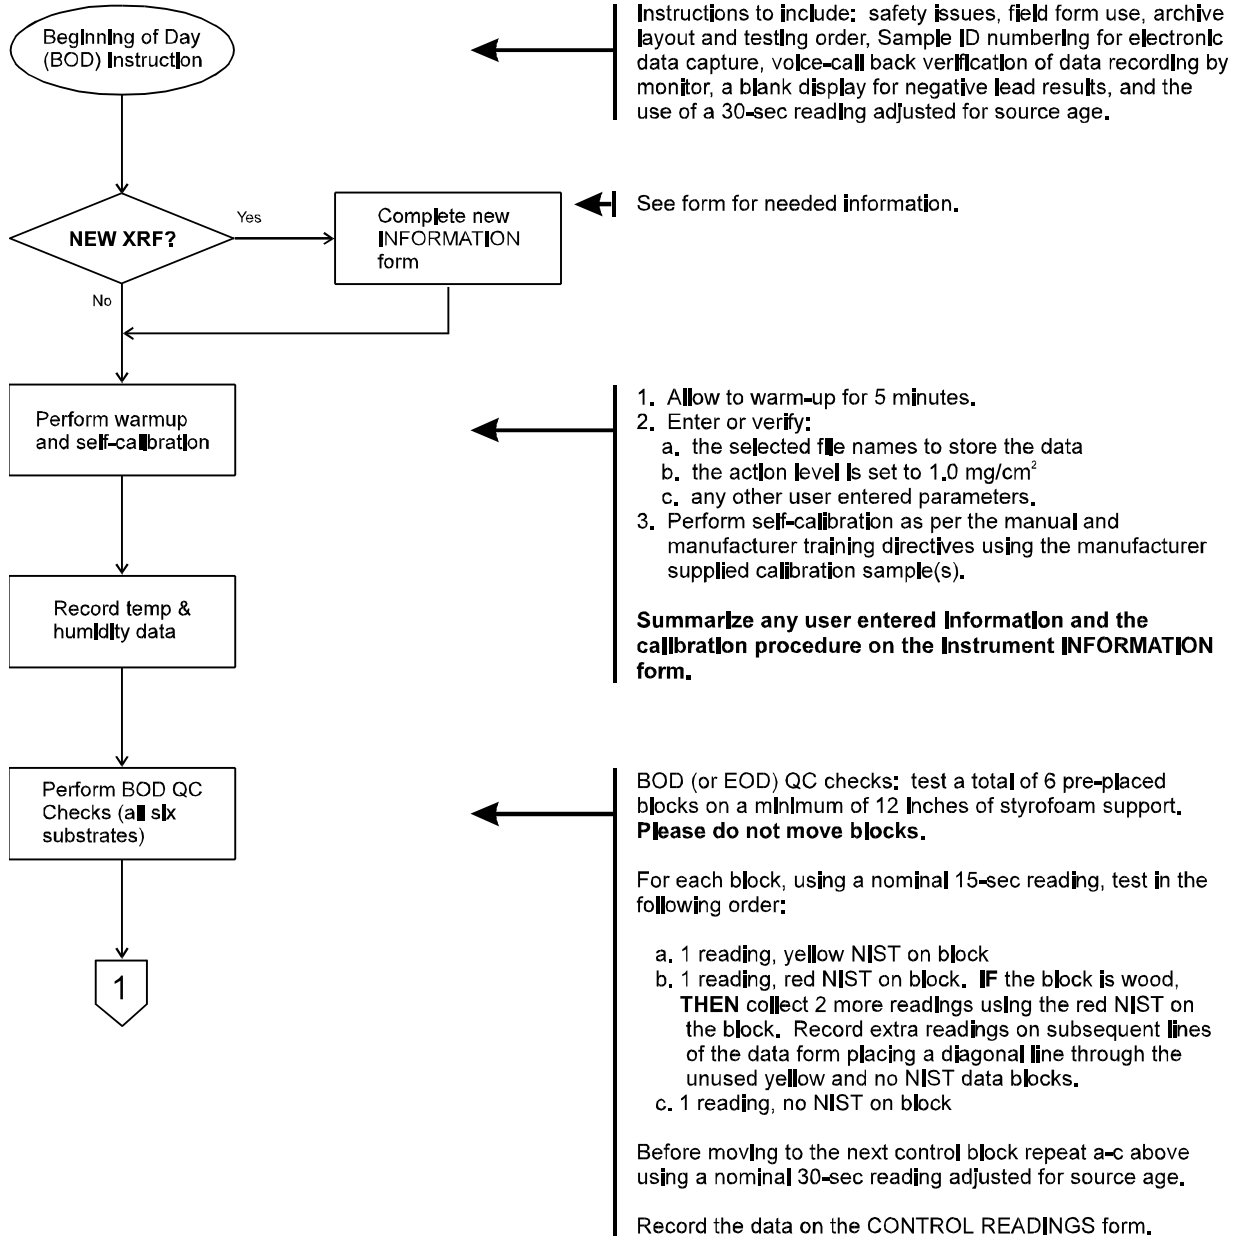 Beginning of Day
(BOD) Instruction
Instructions to include: safety issues, field form use, archive
layout and testing order, Sample ID numbering for electronic
data capture, voice-call back verification of data recording by
monitor, a blank display for negative lead results, and the
use of a 30-sec reading adjusted for source age.
NEW XRF?
Yes
No
Complete new
INFORMATION
form
See form for needed information.
Perform warmup
and self-calibration
1. Allow to warm-up for 5 minutes.
2. Enter or verify:
a. the selected file names to store the data
b. the action level is set to 1.0 mg/cm²
c. any other user entered parameters.
3. Perform self-calibration as per the manual and
manufacturer training directives using the manufacturer
supplied calibration sample(s).
Summarize any user entered information and the
calibration procedure on the Instrument INFORMATION
form.
Record temp &
humidity data
Perform BOD QC
Checks (all six
substrates)
BOD (or EOD) QC checks: test a total of 6 pre-placed
blocks on a minimum of 12 inches of styrofoam support.
Please do not move blocks.
For each block, using a nominal 15-sec reading, test in the
following order:
a. 1 reading, yellow NIST on block
b. 1 reading, red NIST on block. IF the block is wood,
THEN collect 2 more readings using the red NIST on
the block. Record extra readings on subsequent lines
of the data form placing a diagonal line through the
unused yellow and no NIST data blocks.
c. 1 reading, no NIST on block
Before moving to the next control block repeat a-c above
using a nominal 30-sec reading adjusted for source age.
Record the data on the CONTROL READINGS form.
1